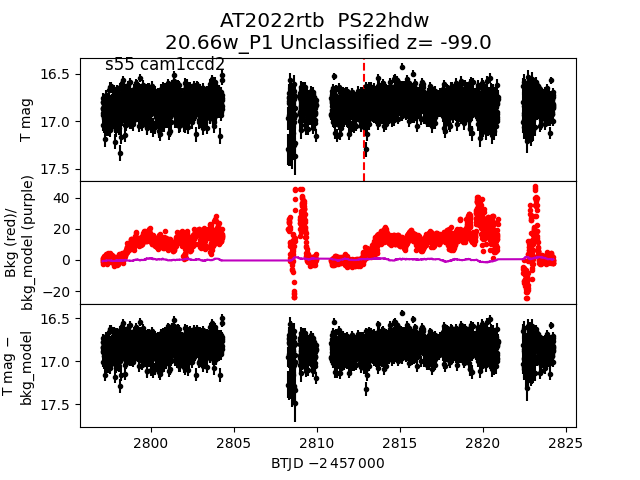 AT2022rtb  PS22hdw
20.66w_P1 Unclassified z= -99.0
s55 cam1ccd2
16.5
17.0
17.5
T mag
40
20
0
−20
Bkg (red)/
bkg_model (purple)
16.5
17.0
17.5
T mag −
bkg_model
2800
2805
2810
2815
2820
2825
BTJD −2 457 000